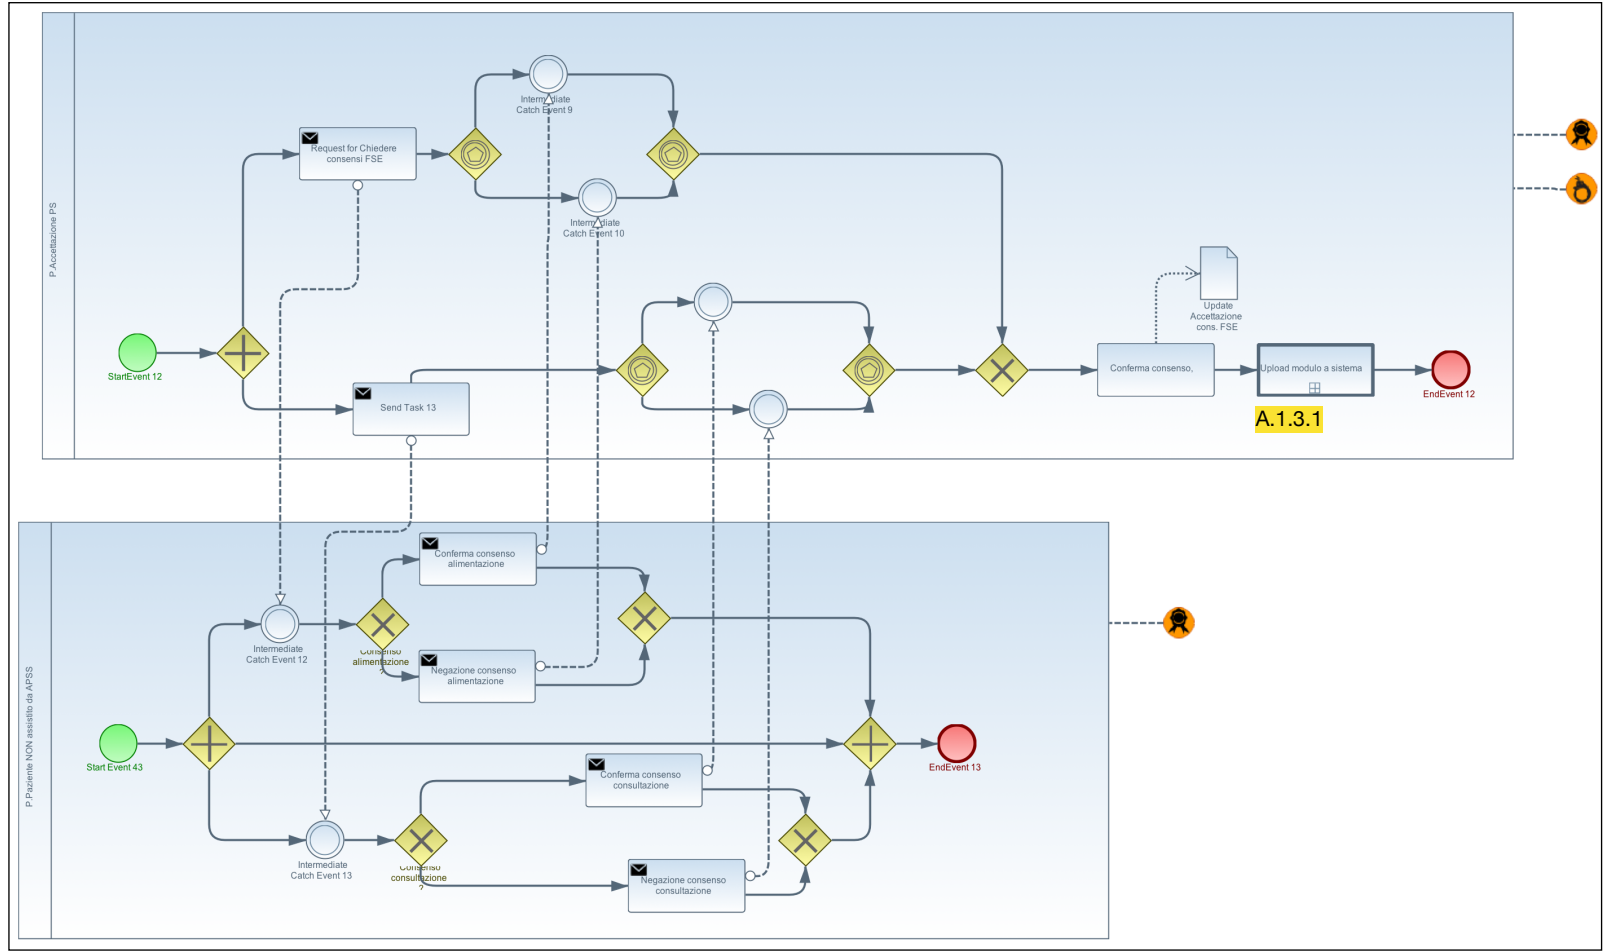 P.Accettazione PS
Intermediate
Catch Event 9
Request for Chiedere
consensi FSE
Intermediate
Catch Event 10
Update
Accettazione
cons. FSE
StartEvent 12
Send Task 13
Conferma consenso,
Upload modulo a sistema
EndEvent 12
A.1.3.1
P.Paziente NON assistito da APSS
Conferma consenso
alimentazione
Intermediate
Catch Event 12
Consenso
alimentazione
?
Negazione consenso
alimentazione
Start Event 43
EndEvent 13
Conferma consenso
consultazione
Intermediate
Catch Event 13
Consenso
consultazione
?
Negazione consenso
consultazione